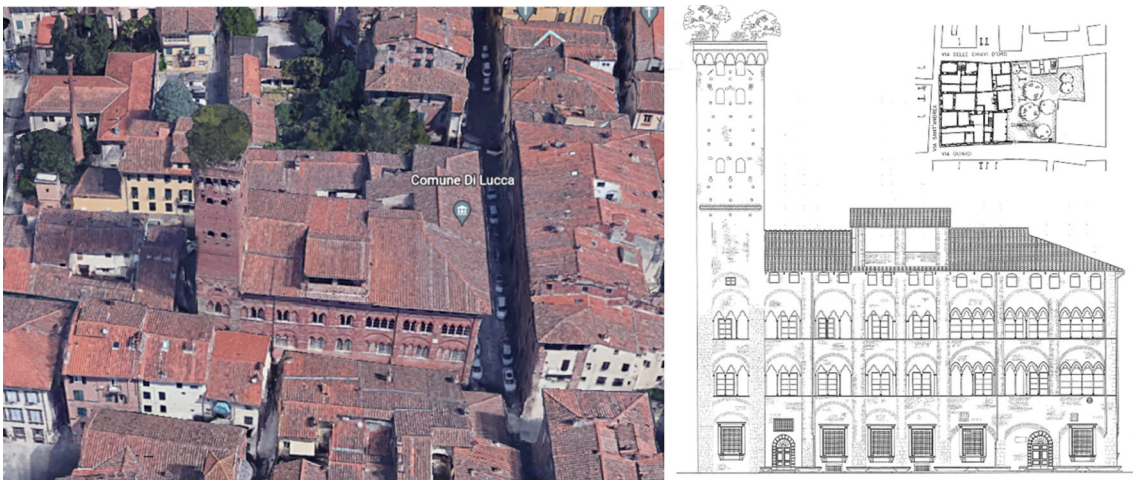 Comune Di Lucca
VIA DELLE CHIAVI D'ORO
VIA SANT'ANDREA
VIA GUINIGI